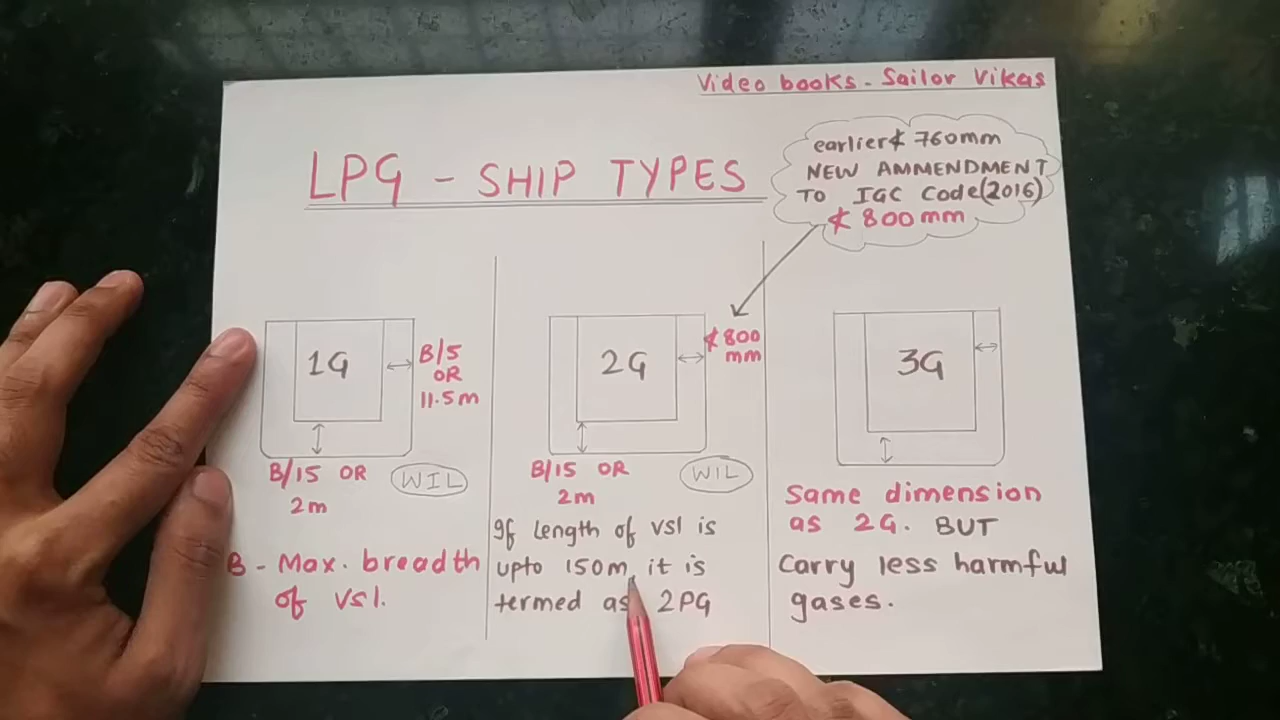 Video books - Sailor Vikas
LPG - SHIP TYPES
earlier ≮ 760mm
NEW AMMENDMENT
TO IGC Code(2016)
≮ 800 mm
1G
B/5
OR
11.5m
B/15 OR
2m
WIL
B - Max. breadth
of vsl.
2G
≮800
mm
B/15 OR
2m
WIL
If length of vsl is
upto 150m, it is
termed as 2PG
3G
Same dimension
as 2G. BUT
Carry less harmful
gases.